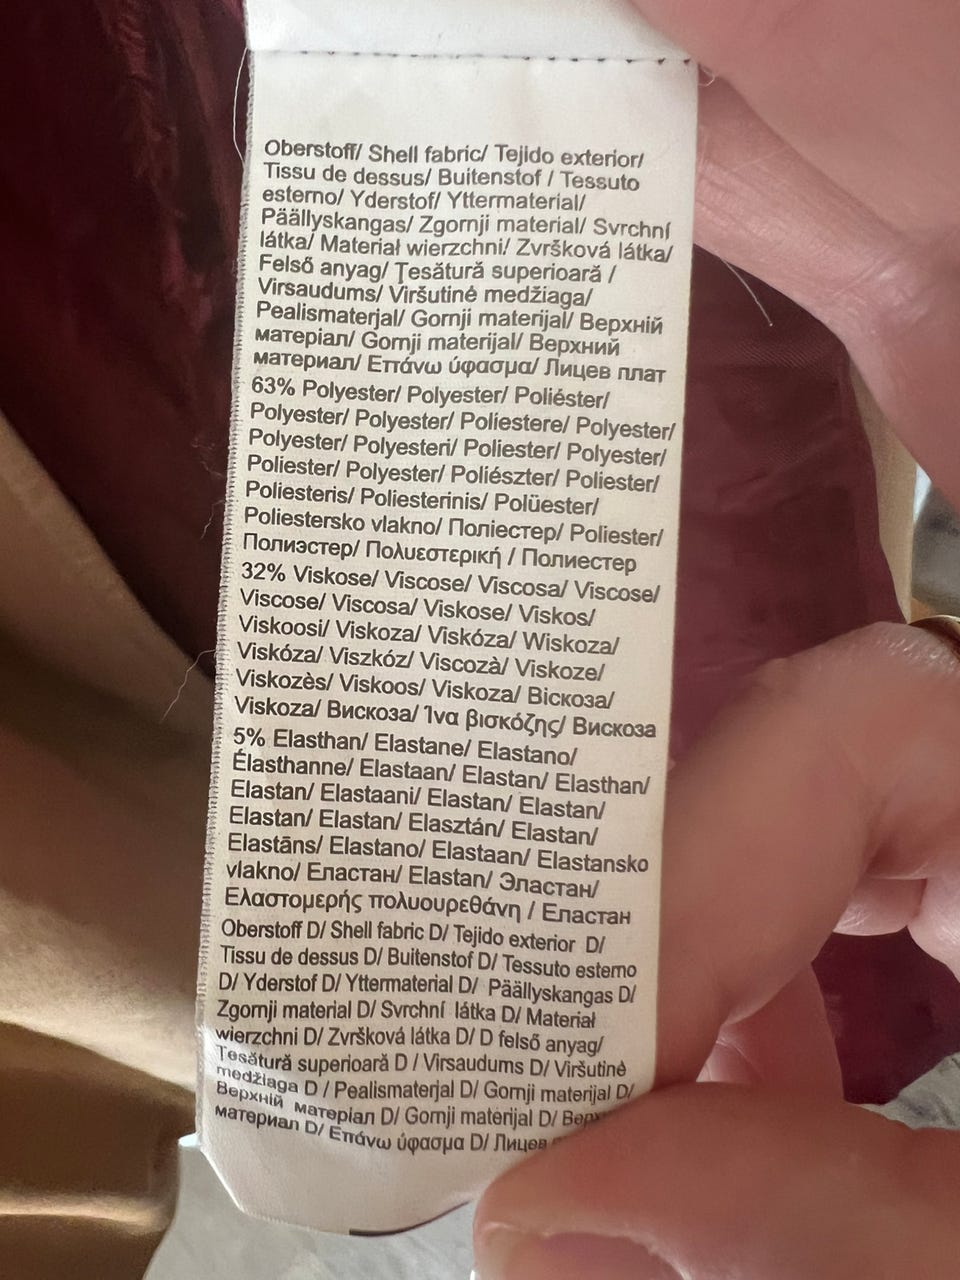 Oberstoff/ Shell fabric/ Tejido exterior/
Tissu de dessus/ Buitenstof / Tessuto
esterno/ Yderstof/ Yttermaterial/
Päällyskangas/ Zgornji material/ Svrchní
látka/ Materiał wierzchni/ Zvršková látka/
Felső anyag/ Ţesătură superioară /
Virsaudums/ Viršutinė medžiaga/
Pealismaterjal/ Gornji materijal/ Верхній
матеріал/ Gornji materijal/ Верхний
материал/ Επάνω ύφασμα/ Лицев плат
63% Polyester/ Polyester/ Poliéster/
Polyester/ Polyester/ Poliestere/ Polyester/
Polyester/ Polyesteri/ Poliester/ Polyester/
Poliester/ Polyester/ Poliészter/ Poliester/
Poliesteris/ Poliesterinis/ Polüester/
Poliestersko vlakno/ Поліестер/ Poliester/
Полиэстер/ Πολυεστερική / Полиестер
32% Viskose/ Viscose/ Viscosa/ Viscose/
Viscose/ Viscosa/ Viskose/ Viskos/
Viskoosi/ Viskoza/ Viskóza/ Wiskoza/
Viskóza/ Viszkóz/ Viscozà/ Viskoze/
Viskozès/ Viskoos/ Viskoza/ Віскоза/
Viskoza/ Вискоза/ Ίνα βισκόζης/ Вискоза
5% Elasthan/ Elastane/ Elastano/
Élasthanne/ Elastaan/ Elastan/ Elasthan/
Elastan/ Elastaani/ Elastan/ Elastan/
Elastan/ Elastan/ Elasztán/ Elastan/
Elastāns/ Elastano/ Elastaan/ Elastansko
vlakno/ Еластан/ Elastan/ Эластан/
Ελαστομερής πολυουρεθάνη / Еластан
Oberstoff D/ Shell fabric D/ Tejido exterior D/
Tissu de dessus D/ Buitenstof D/ Tessuto esterno
D/ Yderstof D/ Yttermaterial D/ Päällyskangas D/
Zgornji material D/ Svrchní látka D/ Materiał
wierzchni D/ Zvršková látka D/ D felső anyag/
Ţesătură superioară D / Virsaudums D/ Viršutinė
medžiaga D / Pealismaterjal D/ Gornji materijal D/
Верхній матеріал D/ Gornji materijal D/
материал D/ Επάνω ύφασμα D/ Лицев